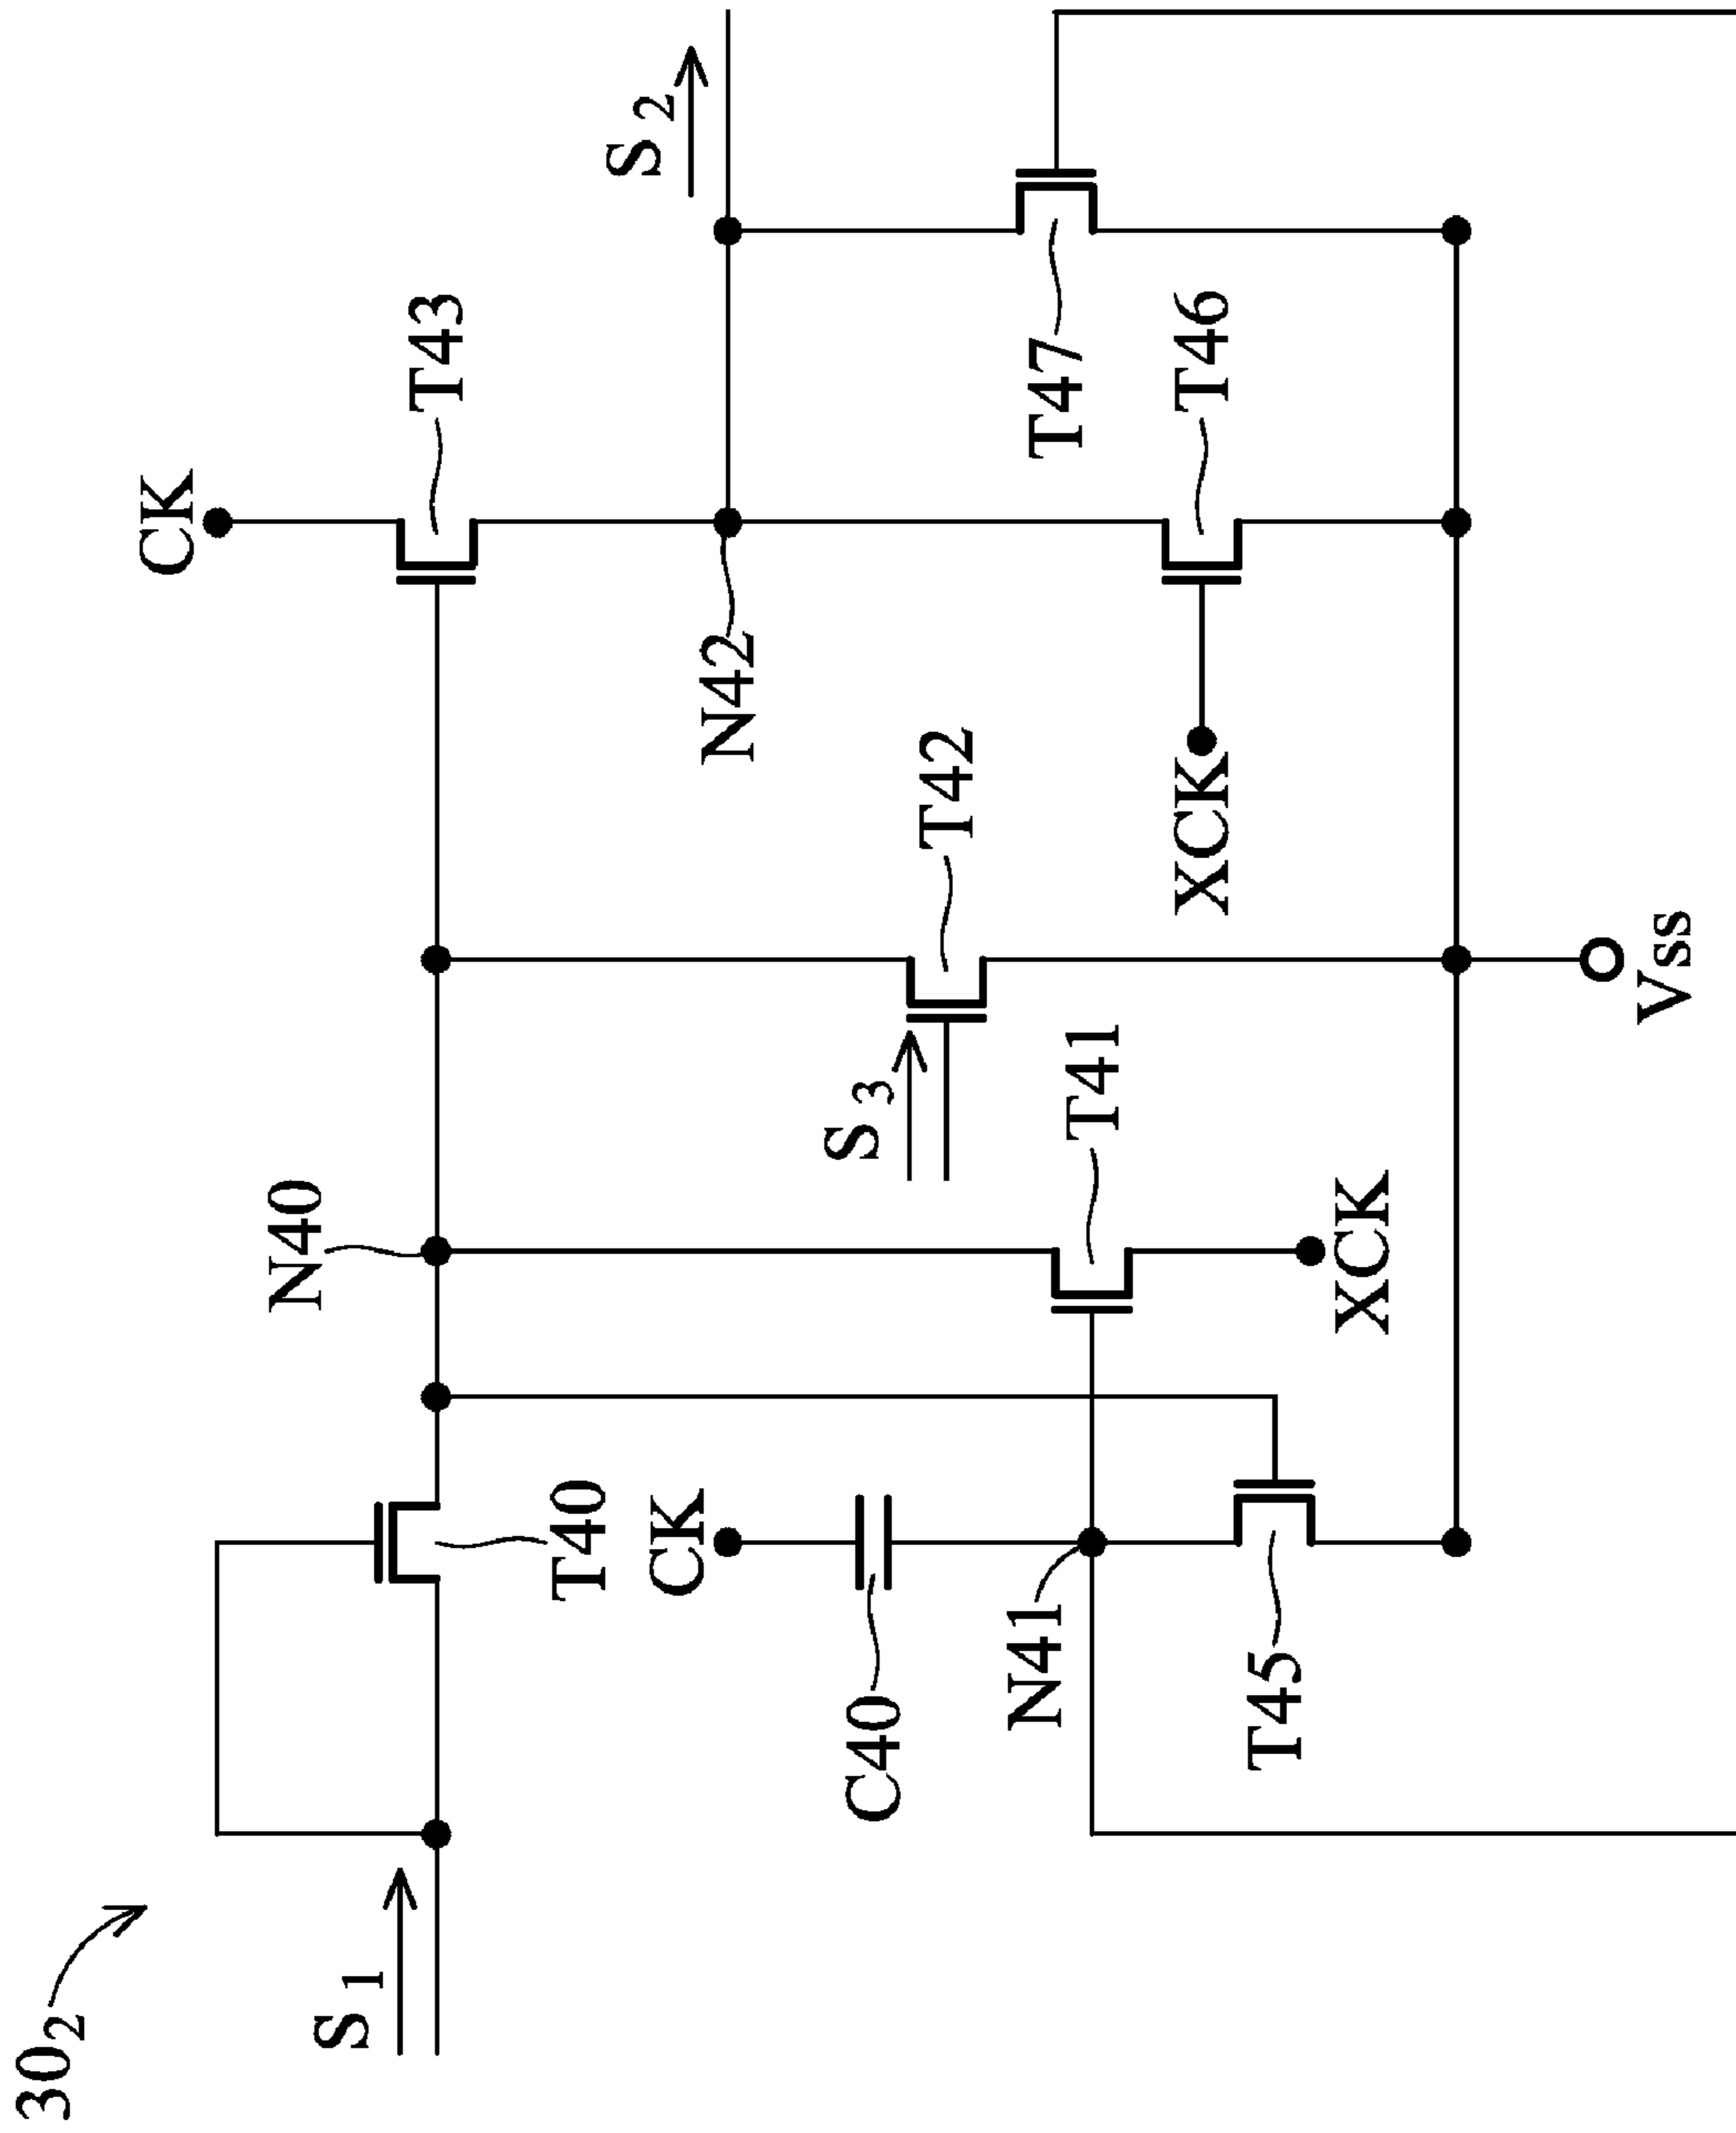 30₂
S₁
N40
CK
T43
S₂
T40
CK
N42
S₃
T42
C40
N41
T41
T47
T45
XCK
XCK
T46
Vss